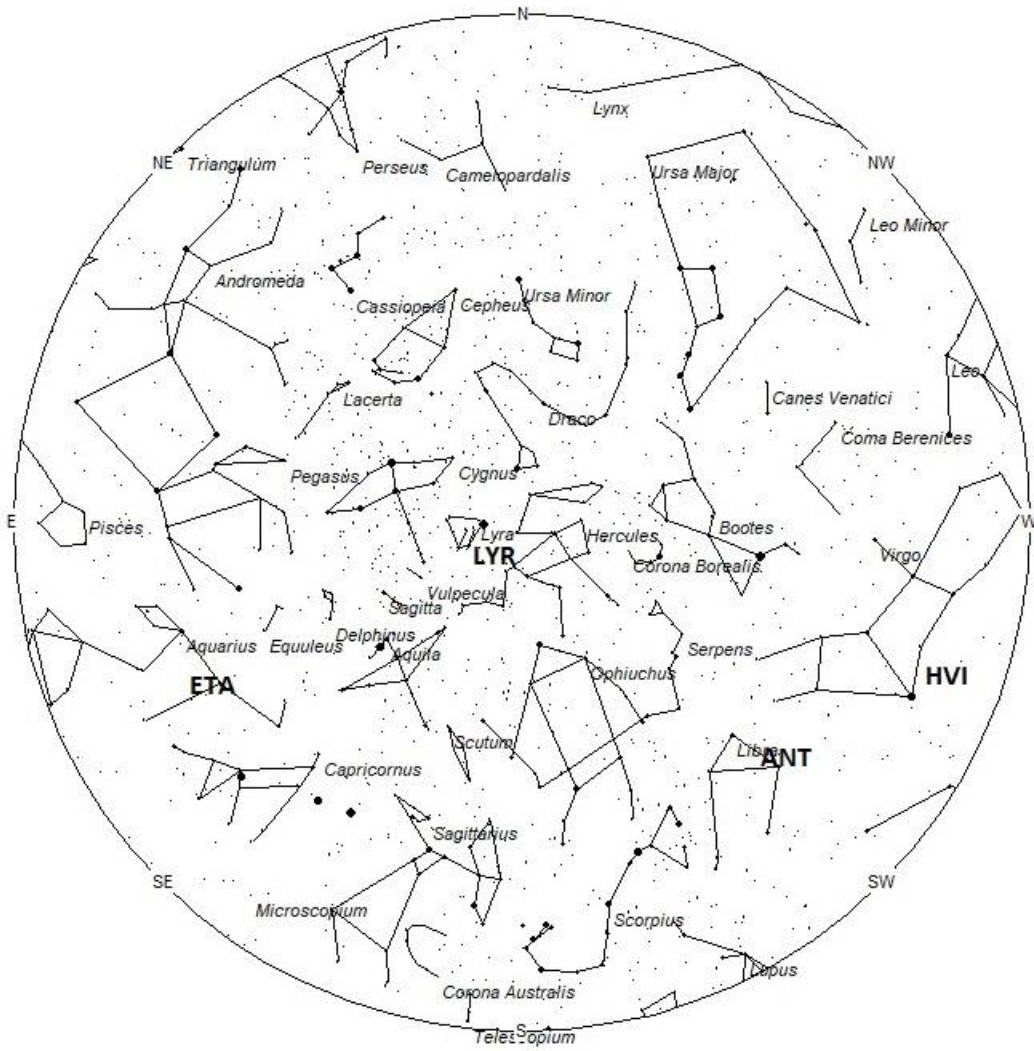 N
Lynx
NE
Triangulum
Perseus
Camelopardalis
Ursa Major
NW
Leo Minor
Andromeda
Cassiopeia
Cepheus
Ursa Minor
Leo
Lacerta
Draco
Canes Venatici
Coma Berenices
Pegasus
Cygnus
E
Pisces
Lyra
LYR
Hercules
Bootes
W
Corona Borealis
Virgo
Vulpecula
Sagitta
Aquarius
Equuleus
Delphinus
Aquila
Serpens
Ophiuchus
ETA
HVI
Scutum
Libra
ANT
Capricornus
Sagittarius
SE
SW
Microscopium
Scorpius
Lupus
Corona Australis
Telescopium
S